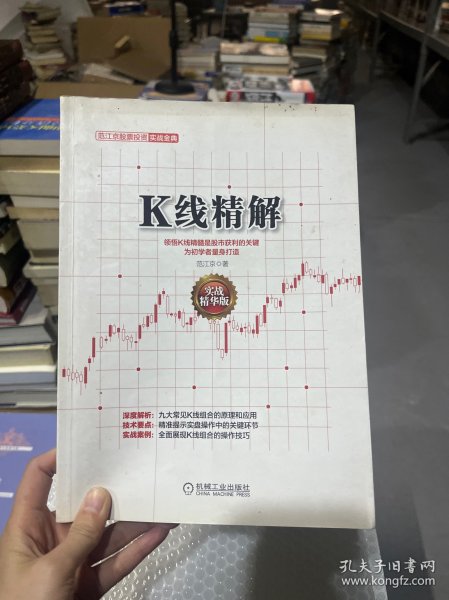 范江京股票投资实战金典
K线精解
领悟K线精髓是股市获利的关键
为初学者量身打造
范江京◎著
实战
精华版
深度解析：九大常见K线组合的原理和应用
技术要点：精准提示实盘操作中的关键环节
实战案例：全面展现K线组合的操作技巧
机械工业出版社
CHINA MACHINE PRESS
孔夫子旧书网
www.kongfz.com